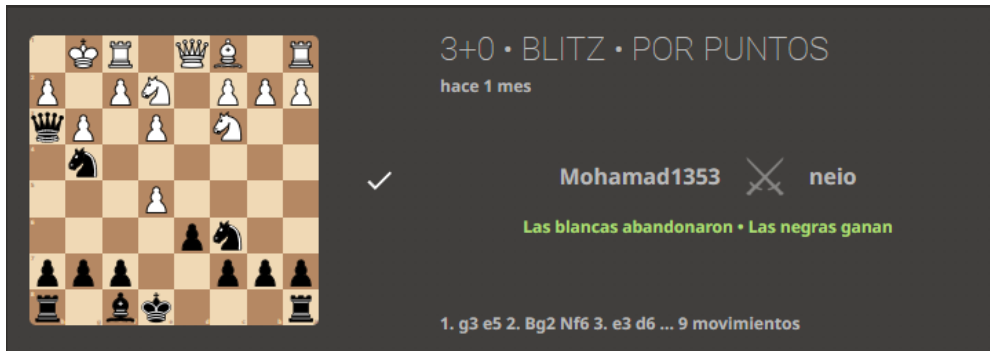 3+0 • BLITZ • POR PUNTOS
hace 1 mes
Mohamad1353 neio
Las blancas abandonaron • Las negras ganan
1. g3 e5 2. Bg2 Nf6 3. e3 d6 ... 9 movimientos